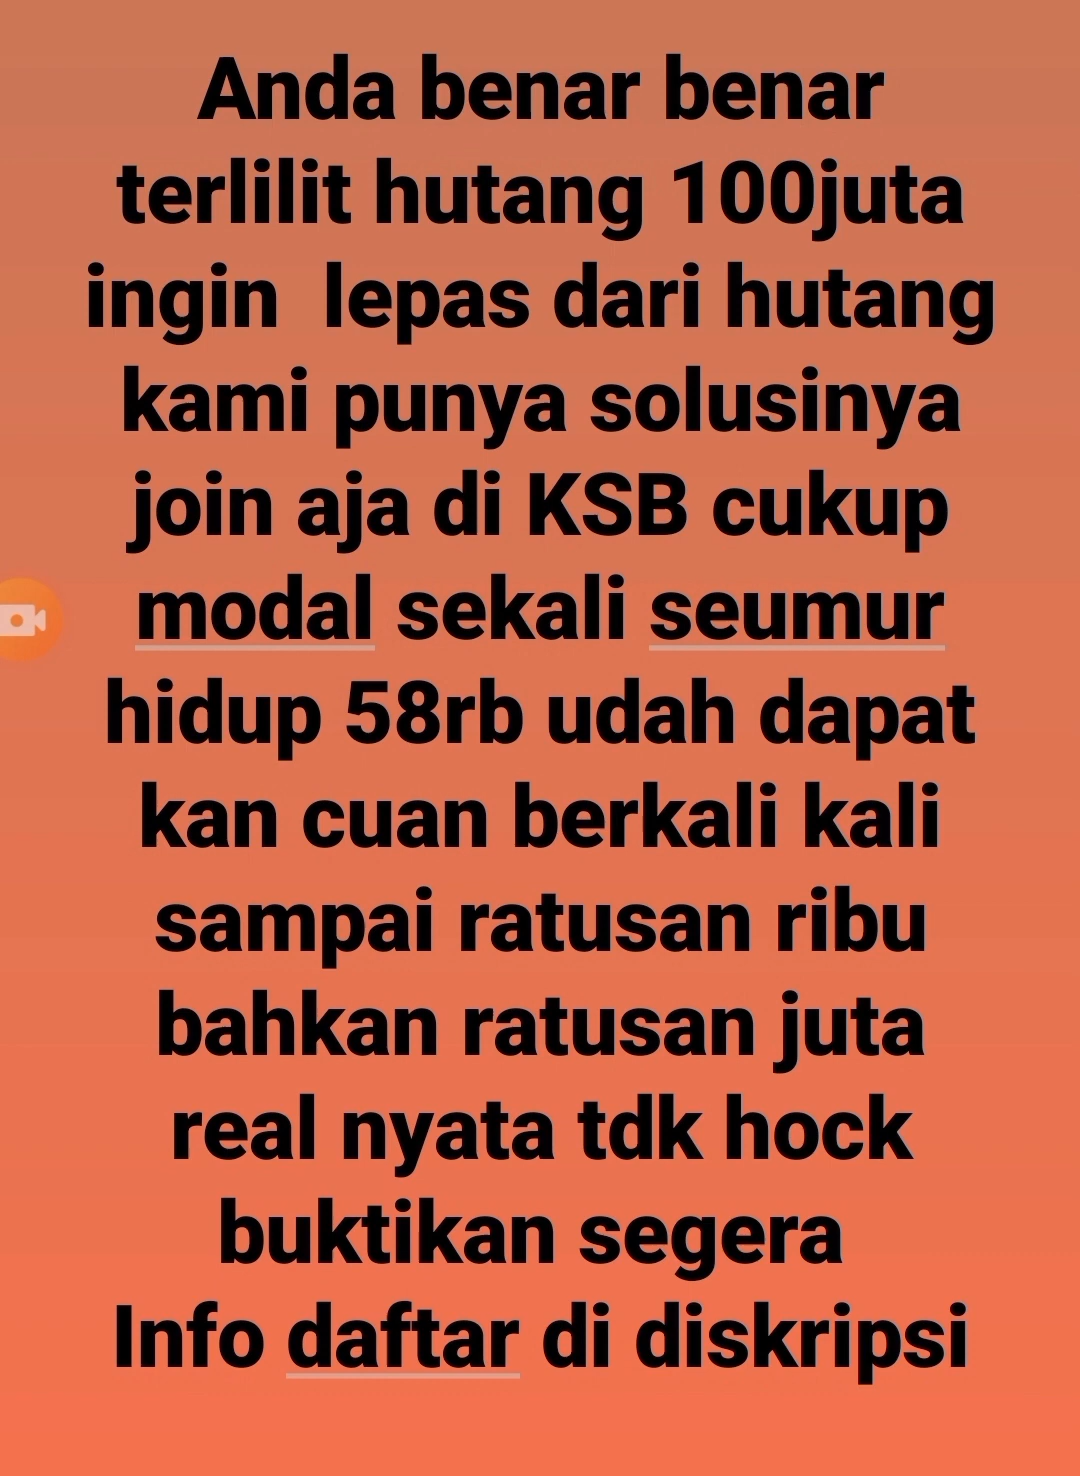 Anda benar benar
terlilit hutang 100juta
ingin  lepas dari hutang
kami punya solusinya
join aja di KSB cukup
modal sekali seumur
hidup 58rb udah dapat
kan cuan berkali kali
sampai ratusan ribu
bahkan ratusan juta
real nyata tdk hock
buktikan segera
Info daftar di diskripsi